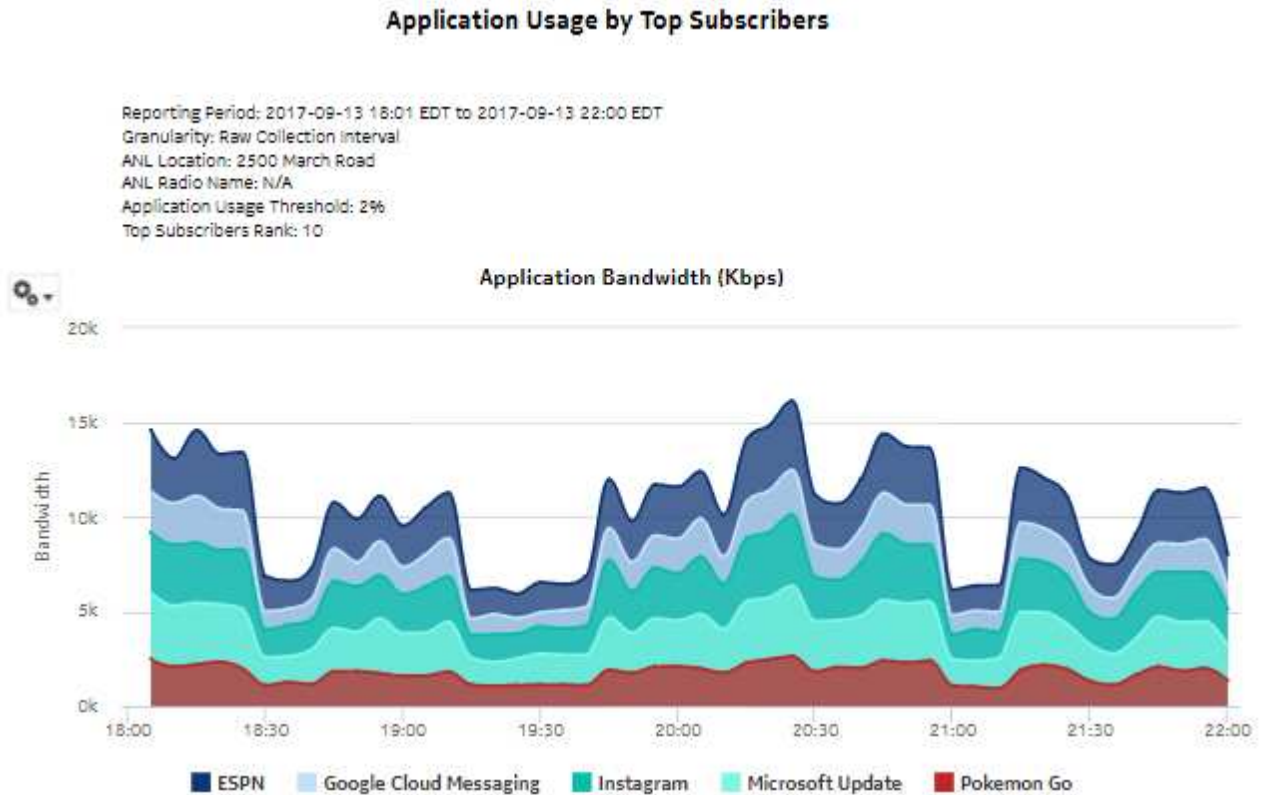 Application Usage by Top Subscribers
Reporting Period: 2017-09-13 18:01 EDT to 2017-09-13 22:00 EDT
Granularity: Raw Collection Interval
ANL Location: 2500 March Road
ANL Radio Name: N/A
Application Usage Threshold: 2%
Top Subscribers Rank: 10
Application Bandwidth (Kbps)
20k
15k
10k
5k
0k
Bandwidth
18:00 18:30 19:00 19:30 20:00 20:30 21:00 21:30 22:00
ESPN Google Cloud Messaging Instagram Microsoft Update Pokemon Go